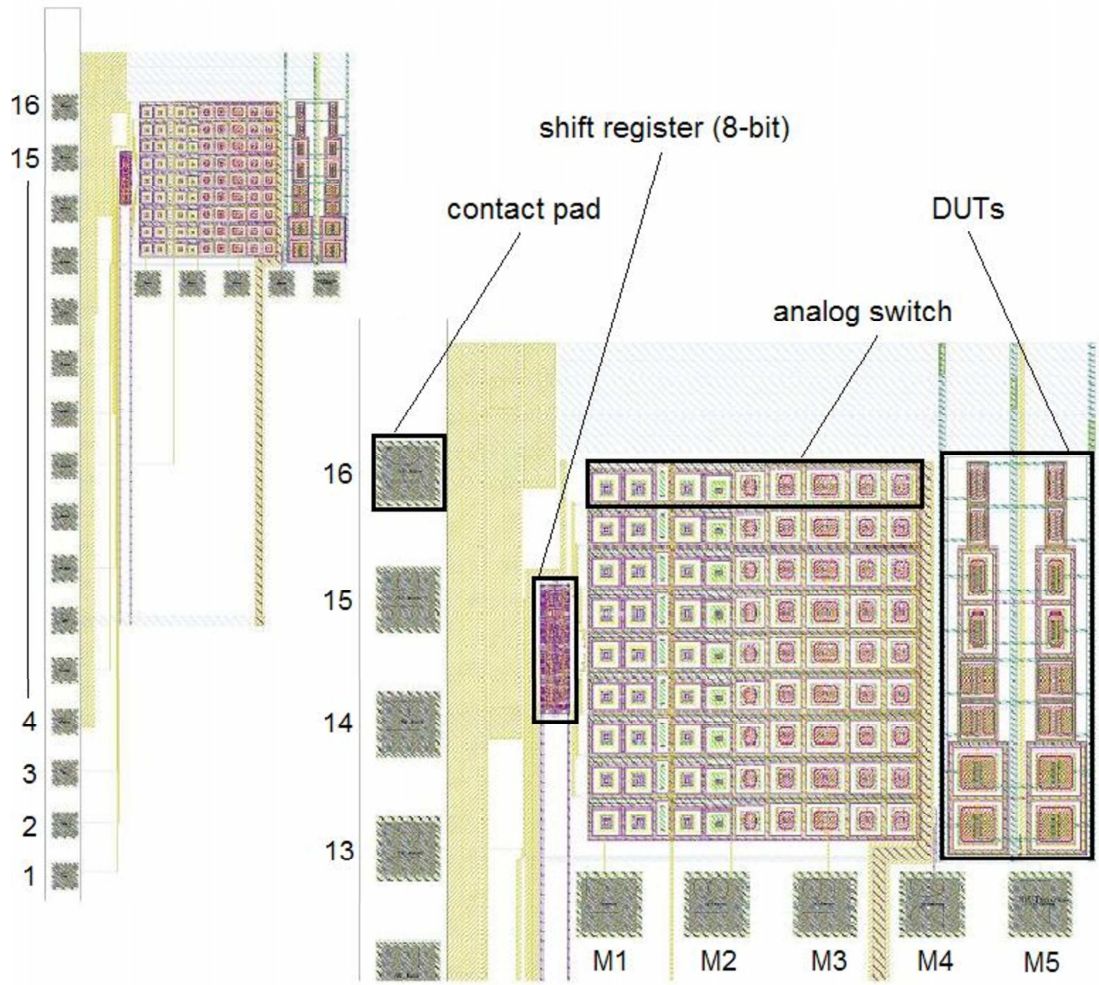 16
15
4
3
2
1
shift register (8-bit)
contact pad
DUTs
analog switch
16
15
14
13
M1 M2 M3 M4 M5